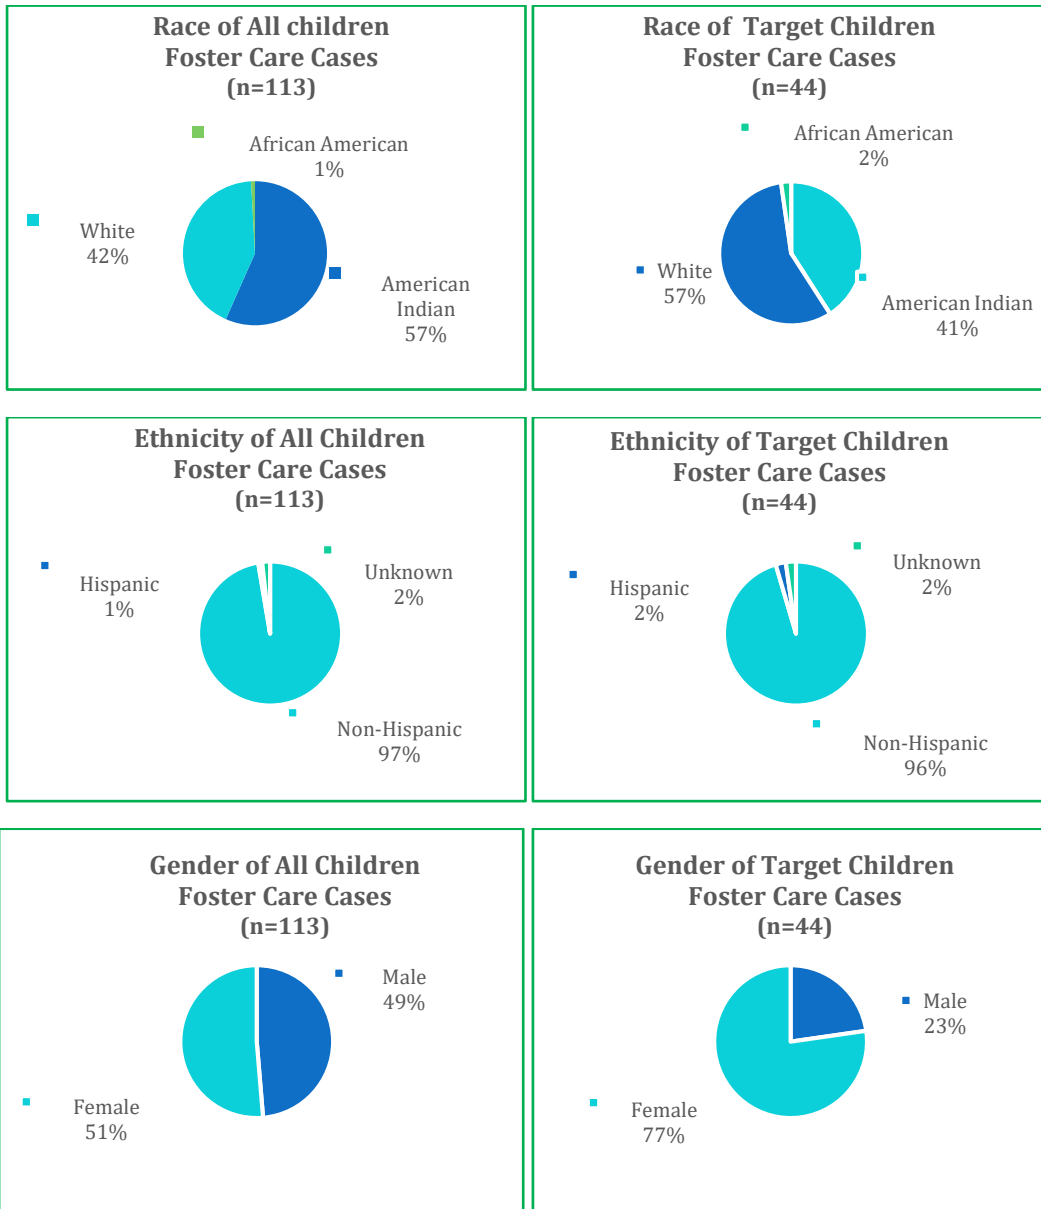 Race of All children
Foster Care Cases
(n=113)
African American
1%
White
42%
American
Indian
57%
Race of Target Children
Foster Care Cases
(n=44)
African American
2%
White
57%
American Indian
41%
Ethnicity of All Children
Foster Care Cases
(n=113)
Hispanic
1%
Unknown
2%
Non-Hispanic
97%
Ethnicity of Target Children
Foster Care Cases
(n=44)
Hispanic
2%
Unknown
2%
Non-Hispanic
96%
Gender of All Children
Foster Care Cases
(n=113)
Male
49%
Female
51%
Gender of Target Children
Foster Care Cases
(n=44)
Male
23%
Female
77%